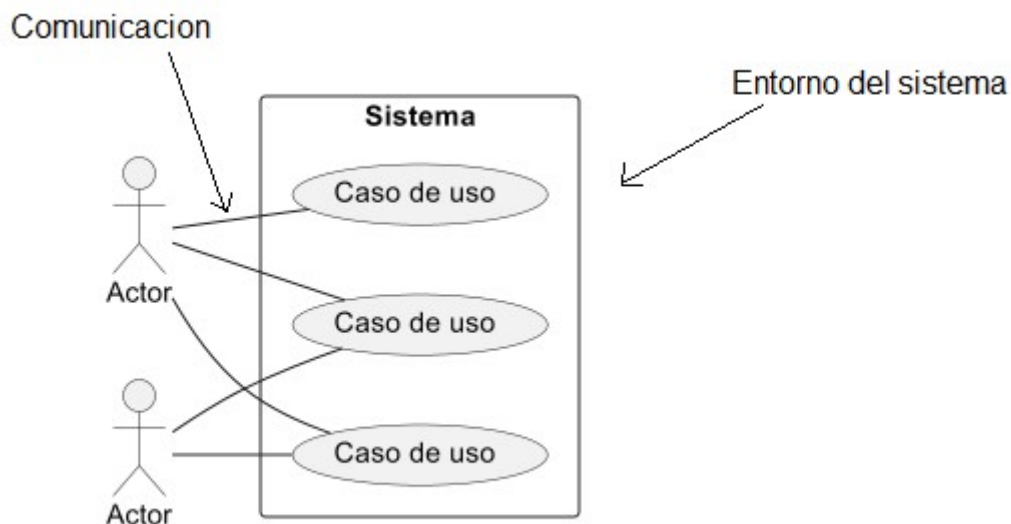 Comunicacion
Entorno del sistema
Sistema
Caso de uso
Actor
Caso de uso
Caso de uso
Actor